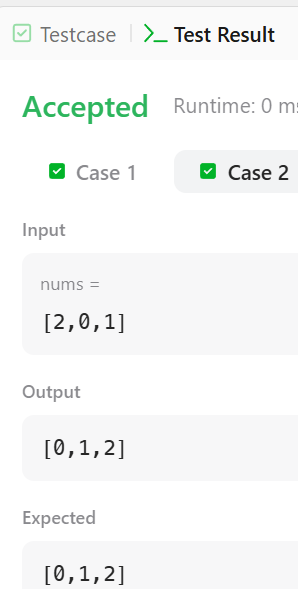 Testcase
Test Result
Accepted
Runtime: 0 ms
Case 1
Case 2
Input
nums =
[2,0,1]
Output
[0,1,2]
Expected
[0,1,2]